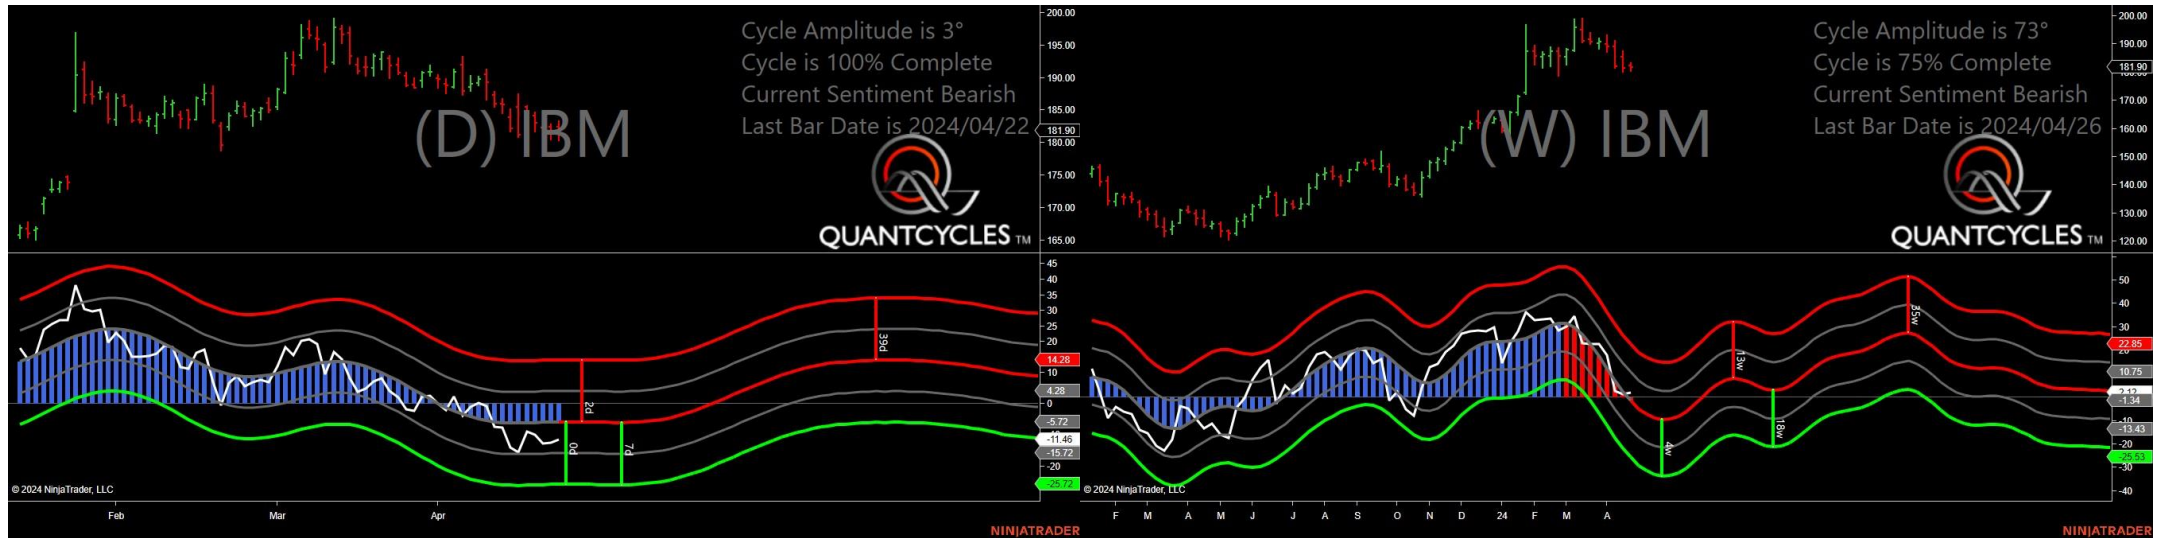 Cycle Amplitude is 3°
Cycle is 100% Complete
Current Sentiment Bearish
Last Bar Date is 2024/04/22
(D) IBM
QUANTCYCLES TM
200.00
195.00
190.00
185.00
181.90
175.00
170.00
165.00
45
40
35
30
25
20
14.28
10
4.28
0
-5.72
-11.46
-15.72
-20
-25.72
2d
0d
7d
39d
© 2024 NinjaTrader, LLC
Feb
Mar
Apr
NINJATRADER
Cycle Amplitude is 73°
Cycle is 75% Complete
Current Sentiment Bearish
Last Bar Date is 2024/04/26
(W) IBM
QUANTCYCLES TM
200.00
190.00
181.90
170.00
160.00
150.00
140.00
130.00
120.00
50
40
30
22.85
10.75
2.12
-1.34
-10
-13.43
-20
-25.53
-30
-40
4w
13w
18w
35w
© 2024 NinjaTrader, LLC
F M A M J J A S O N D 24 F M A
NINJATRADER